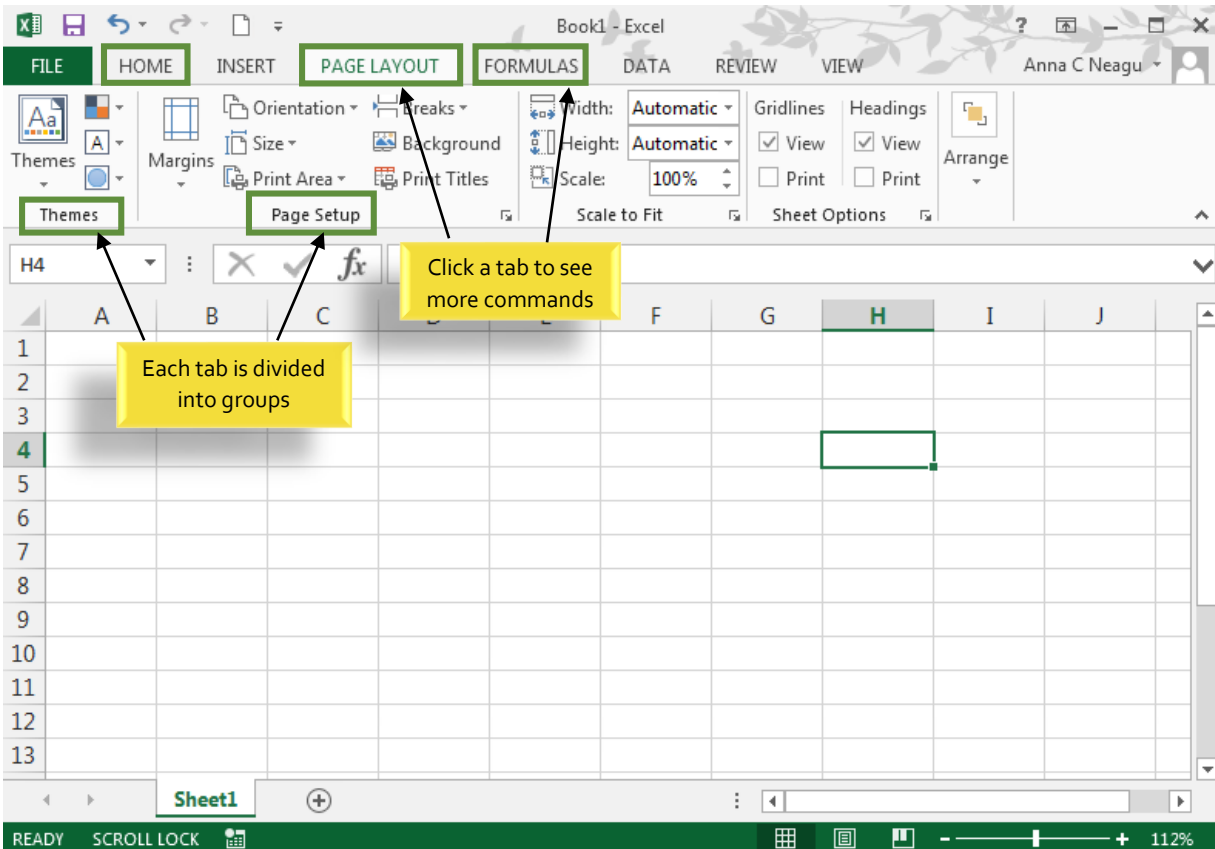 Book1 - Excel
?
FILE HOME INSERT PAGE LAYOUT FORMULAS DATA REVIEW VIEW Anna C Neagu
Aa Orientation Breaks Width: Automatic Gridlines Headings
A Size Background Height: Automatic View View
Themes Margins Print Area Print Titles Scale: 100% Print Print Arrange
Themes Page Setup Scale to Fit Sheet Options
H4 fx
Click a tab to see
more commands
A B C F G H I J
1
Each tab is divided
into groups
2
3
4
5
6
7
8
9
10
11
12
13
Sheet1
READY SCROLL LOCK 112%